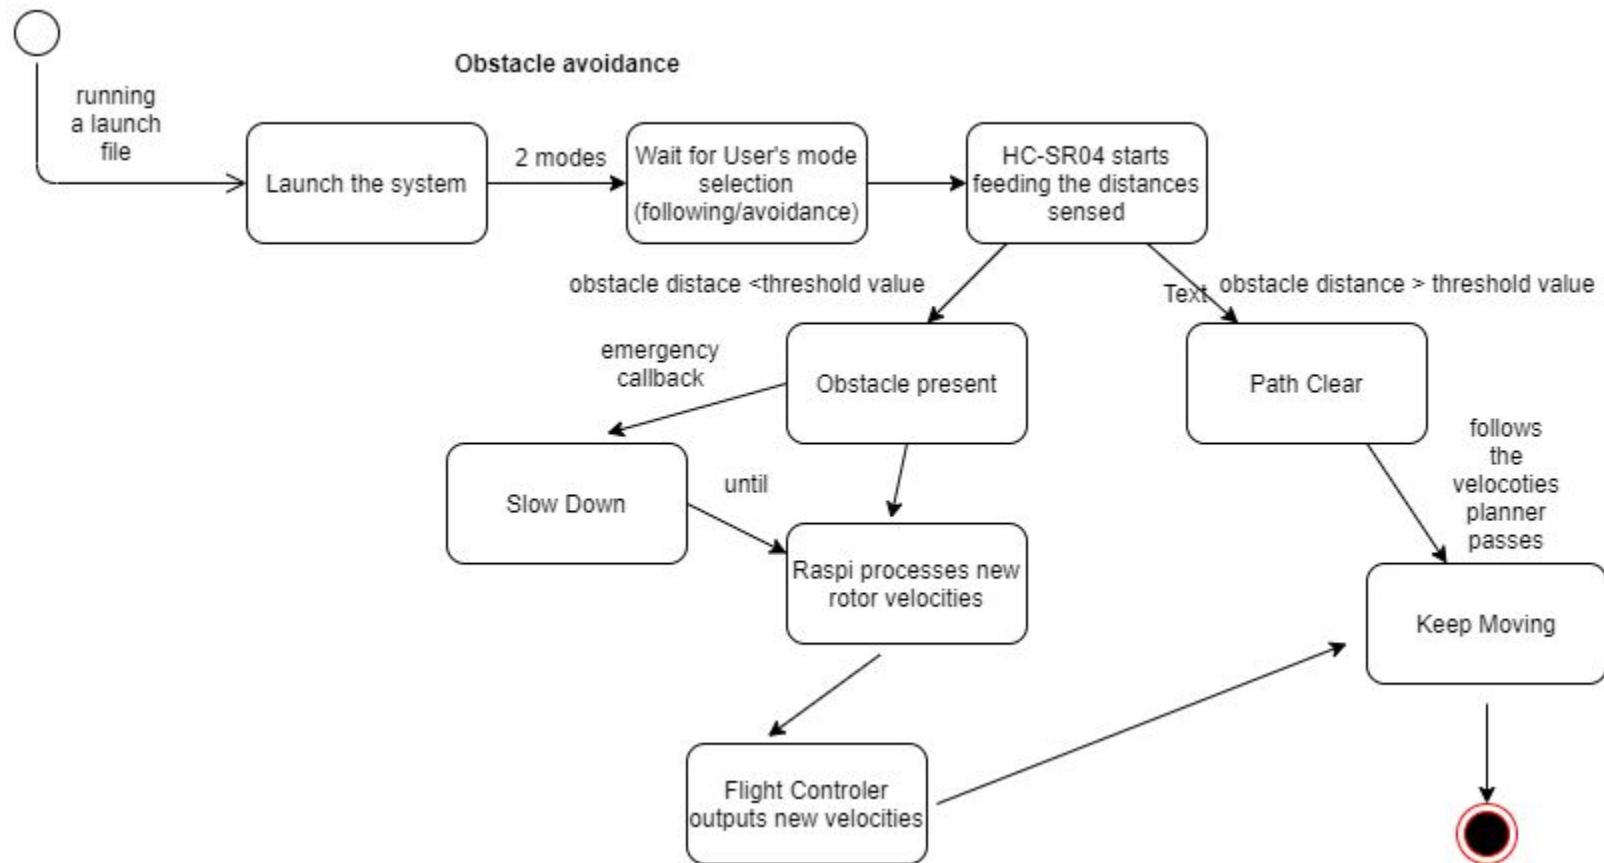 Obstacle avoidance
running
a launch
file
Launch the system
2 modes
Wait for User's mode
selection
(following/avoidance)
HC-SR04 starts
feeding the distances
sensed
obstacle distace <threshold value
Text
obstacle distance > threshold value
emergency
callback
Obstacle present
Path Clear
follows
the
velocoties
planner
passes
Slow Down
until
Raspi processes new
rotor velocities
Keep Moving
Flight Controler
outputs new velocities